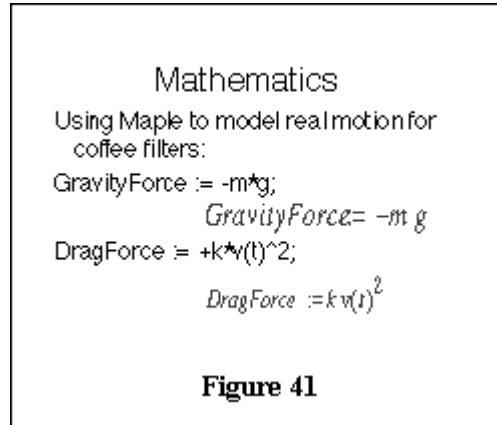 Mathematics
Using Maple to model real motion for
coffee filters:
GravityForce := -m*g;
GravityForce= −m g
DragForce := +k*v(t)^2;
DragForce := k v(t)^2
Figure 41